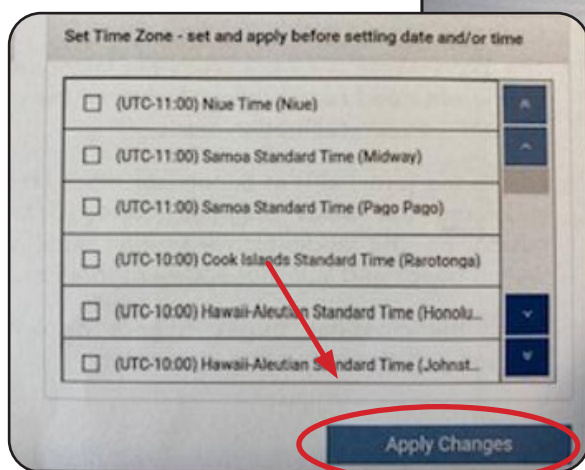 Set Time Zone - set and apply before setting date and/or time
(UTC-11:00) Niue Time (Niue)
(UTC-11:00) Samoa Standard Time (Midway)
(UTC-11:00) Samoa Standard Time (Pago Pago)
(UTC-10:00) Cook Islands Standard Time (Rarotonga)
(UTC-10:00) Hawaii-Aleutian Standard Time (Honolu...
(UTC-10:00) Hawaii-Aleutian Standard Time (Johnst...
Apply Changes